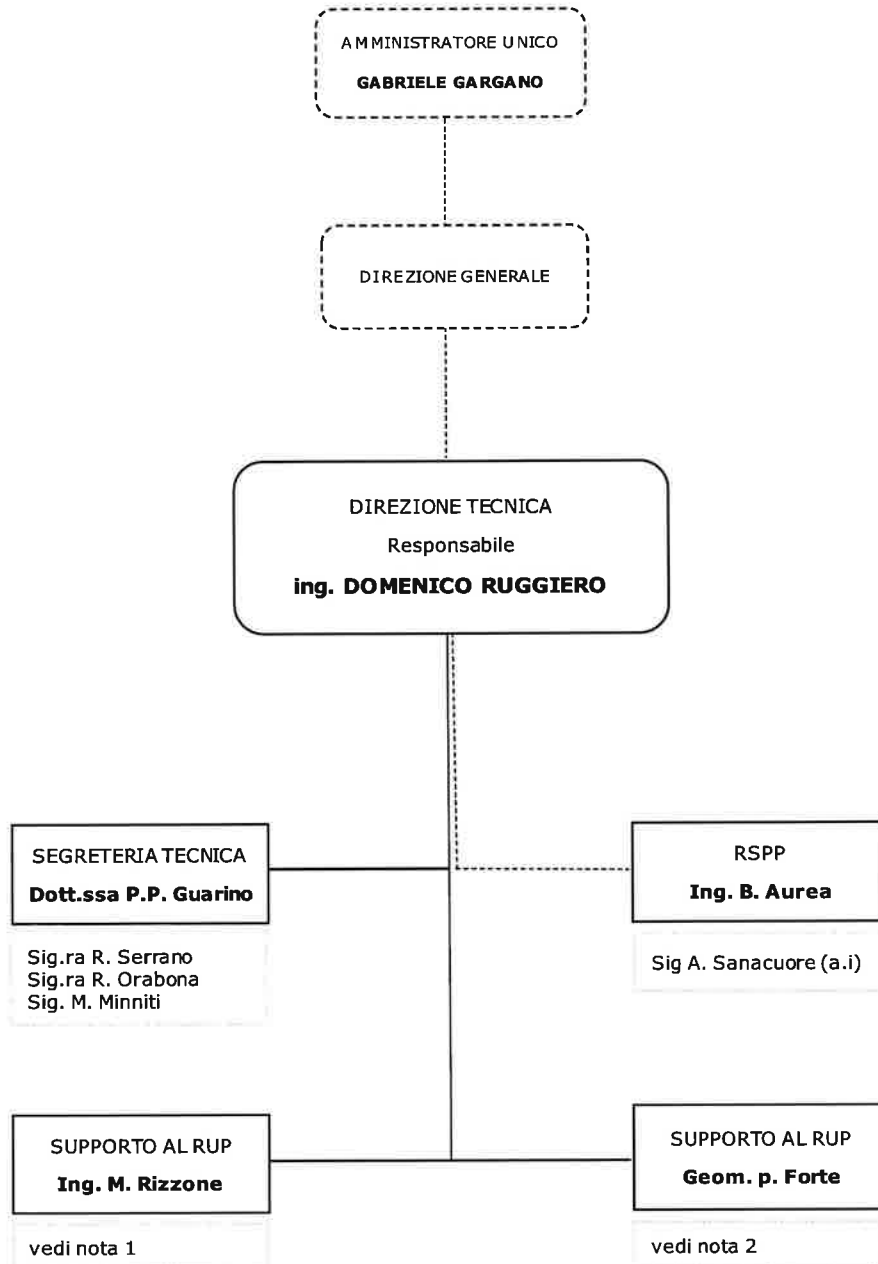 AMMINISTRATORE UNICO
GABRIELE GARGANO
DIREZIONE GENERALE
DIREZIONE TECNICA
Responsabile
ing. DOMENICO RUGGIERO
SEGRETERIA TECNICA
Dott.ssa P.P. Guarino
Sig.ra R. Serrano
Sig.ra R. Orabona
Sig. M. Minniti
RSPP
Ing. B. Aurea
Sig A. Sanacuore (a.i)
SUPPORTO AL RUP
Ing. M. Rizzone
vedi nota 1
SUPPORTO AL RUP
Geom. p. Forte
vedi nota 2